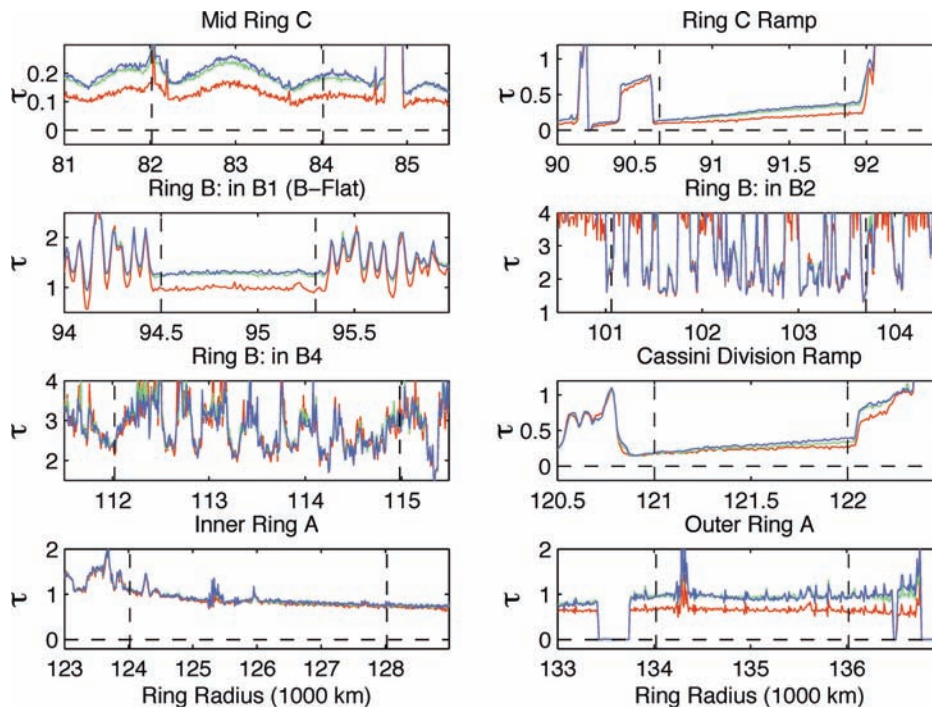 Mid Ring C
τ
0.2
0.1
0
81 82 83 84 85
Ring C Ramp
τ
1
0.5
0
90 90.5 91 91.5 92
Ring B: in B1 (B-Flat)
τ
2
1
94 94.5 95 95.5
Ring B: in B2
τ
4
3
2
1
101 102 103 104
Ring B: in B4
τ
4
3
2
112 113 114 115
Cassini Division Ramp
τ
1
0.5
0
120.5 121 121.5 122
Inner Ring A
τ
2
1
0
123 124 125 126 127 128
Ring Radius (1000 km)
Outer Ring A
τ
2
1
0
133 134 135 136
Ring Radius (1000 km)